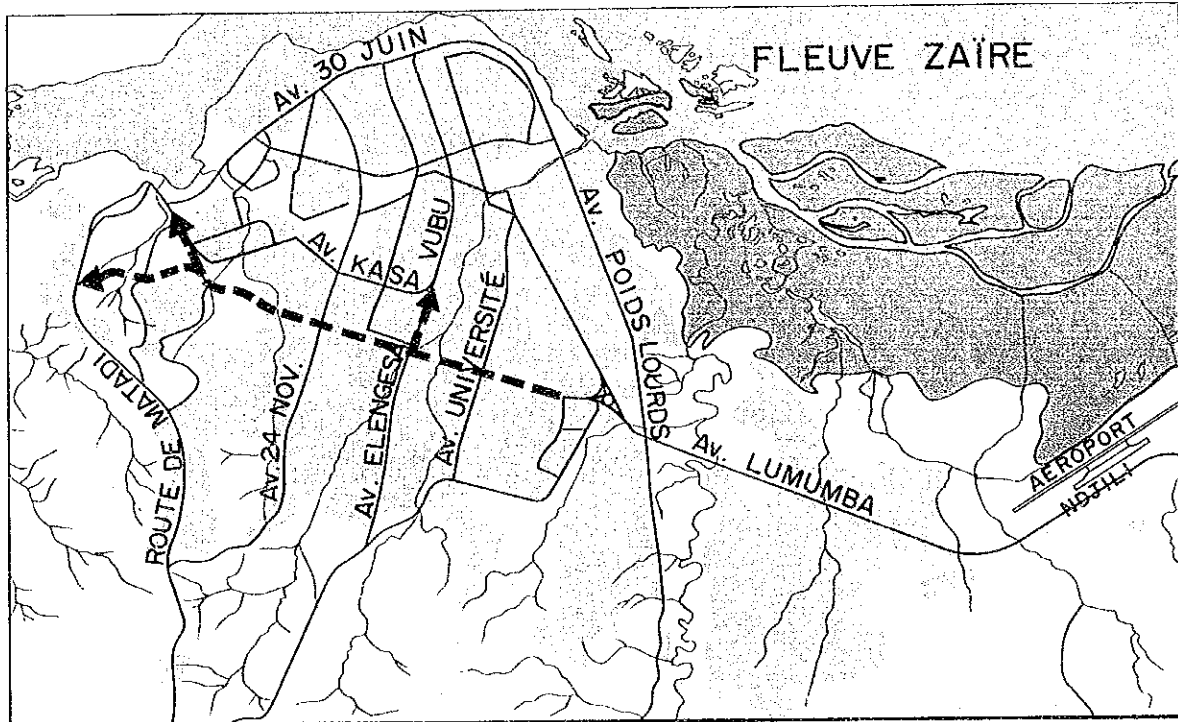 FLEUVE ZAÏRE
Av. 30 JUIN
Av. KASA VUBU
Av. POIDS LOURDS
Av. UNIVERSITÉ
Av. ELENGESA
Av. 24 NOV.
ROUTE DE MATADI
Av. LUMUMBA
AÉROPORT
NDJILI